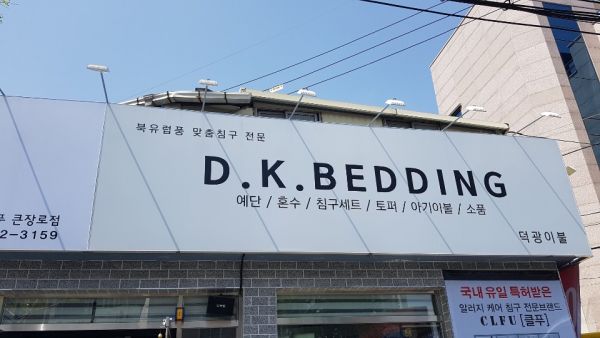 북유럽풍 맞춤침구 전문
D.K.BEDDING
예단 / 혼수 / 침구세트 / 토퍼 / 아기이불 / 소품
덕광이불
푸 큰장로점
2-3159
국내 유일 특허받은
알러지 케어 침구 전문브랜드
CLFU [클푸]